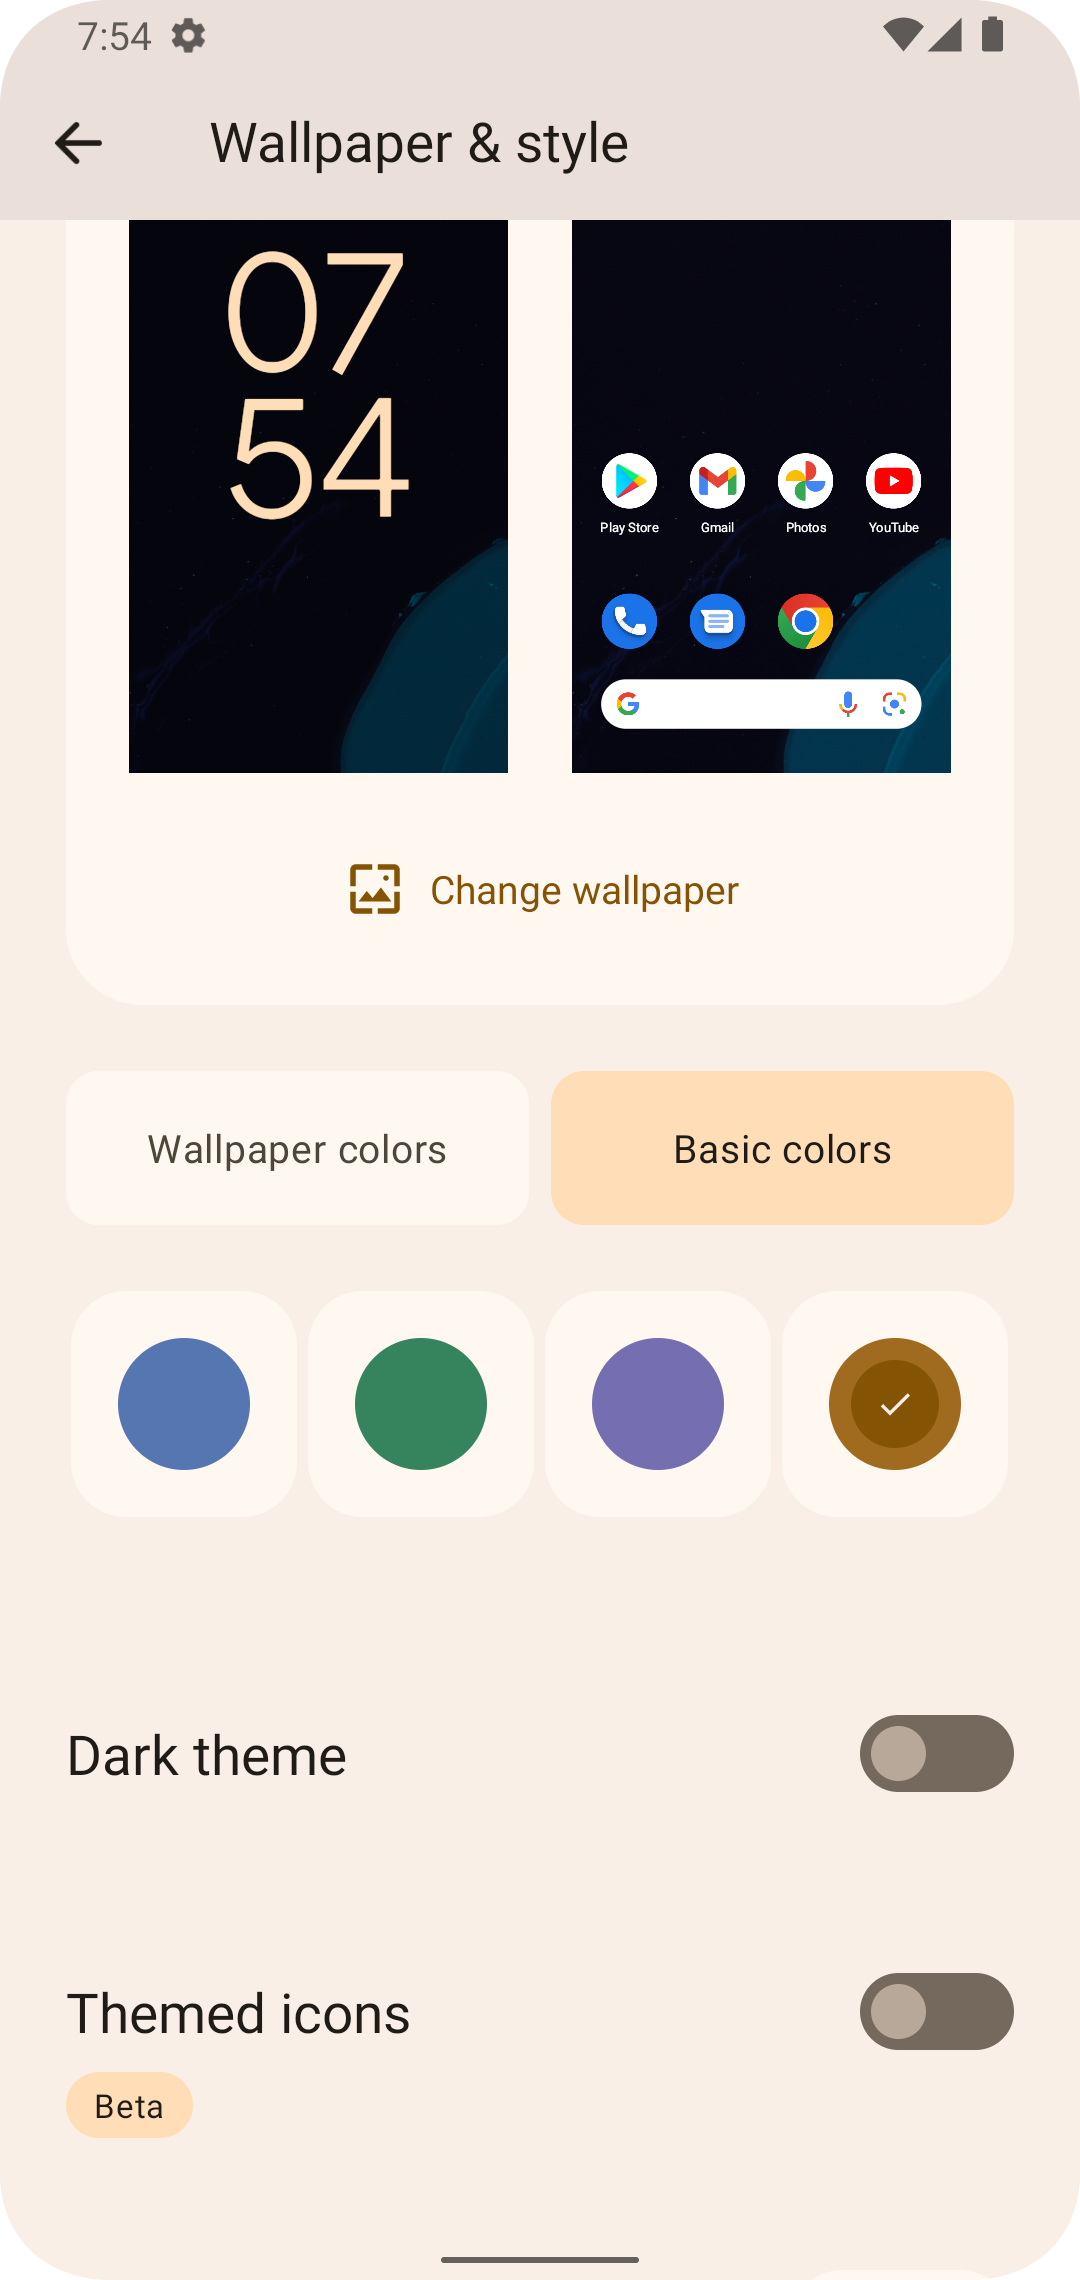 7:54
Wallpaper & style
07
54
Play Store Gmail Photos YouTube
Change wallpaper
Wallpaper colors Basic colors
Dark theme
Themed icons
Beta